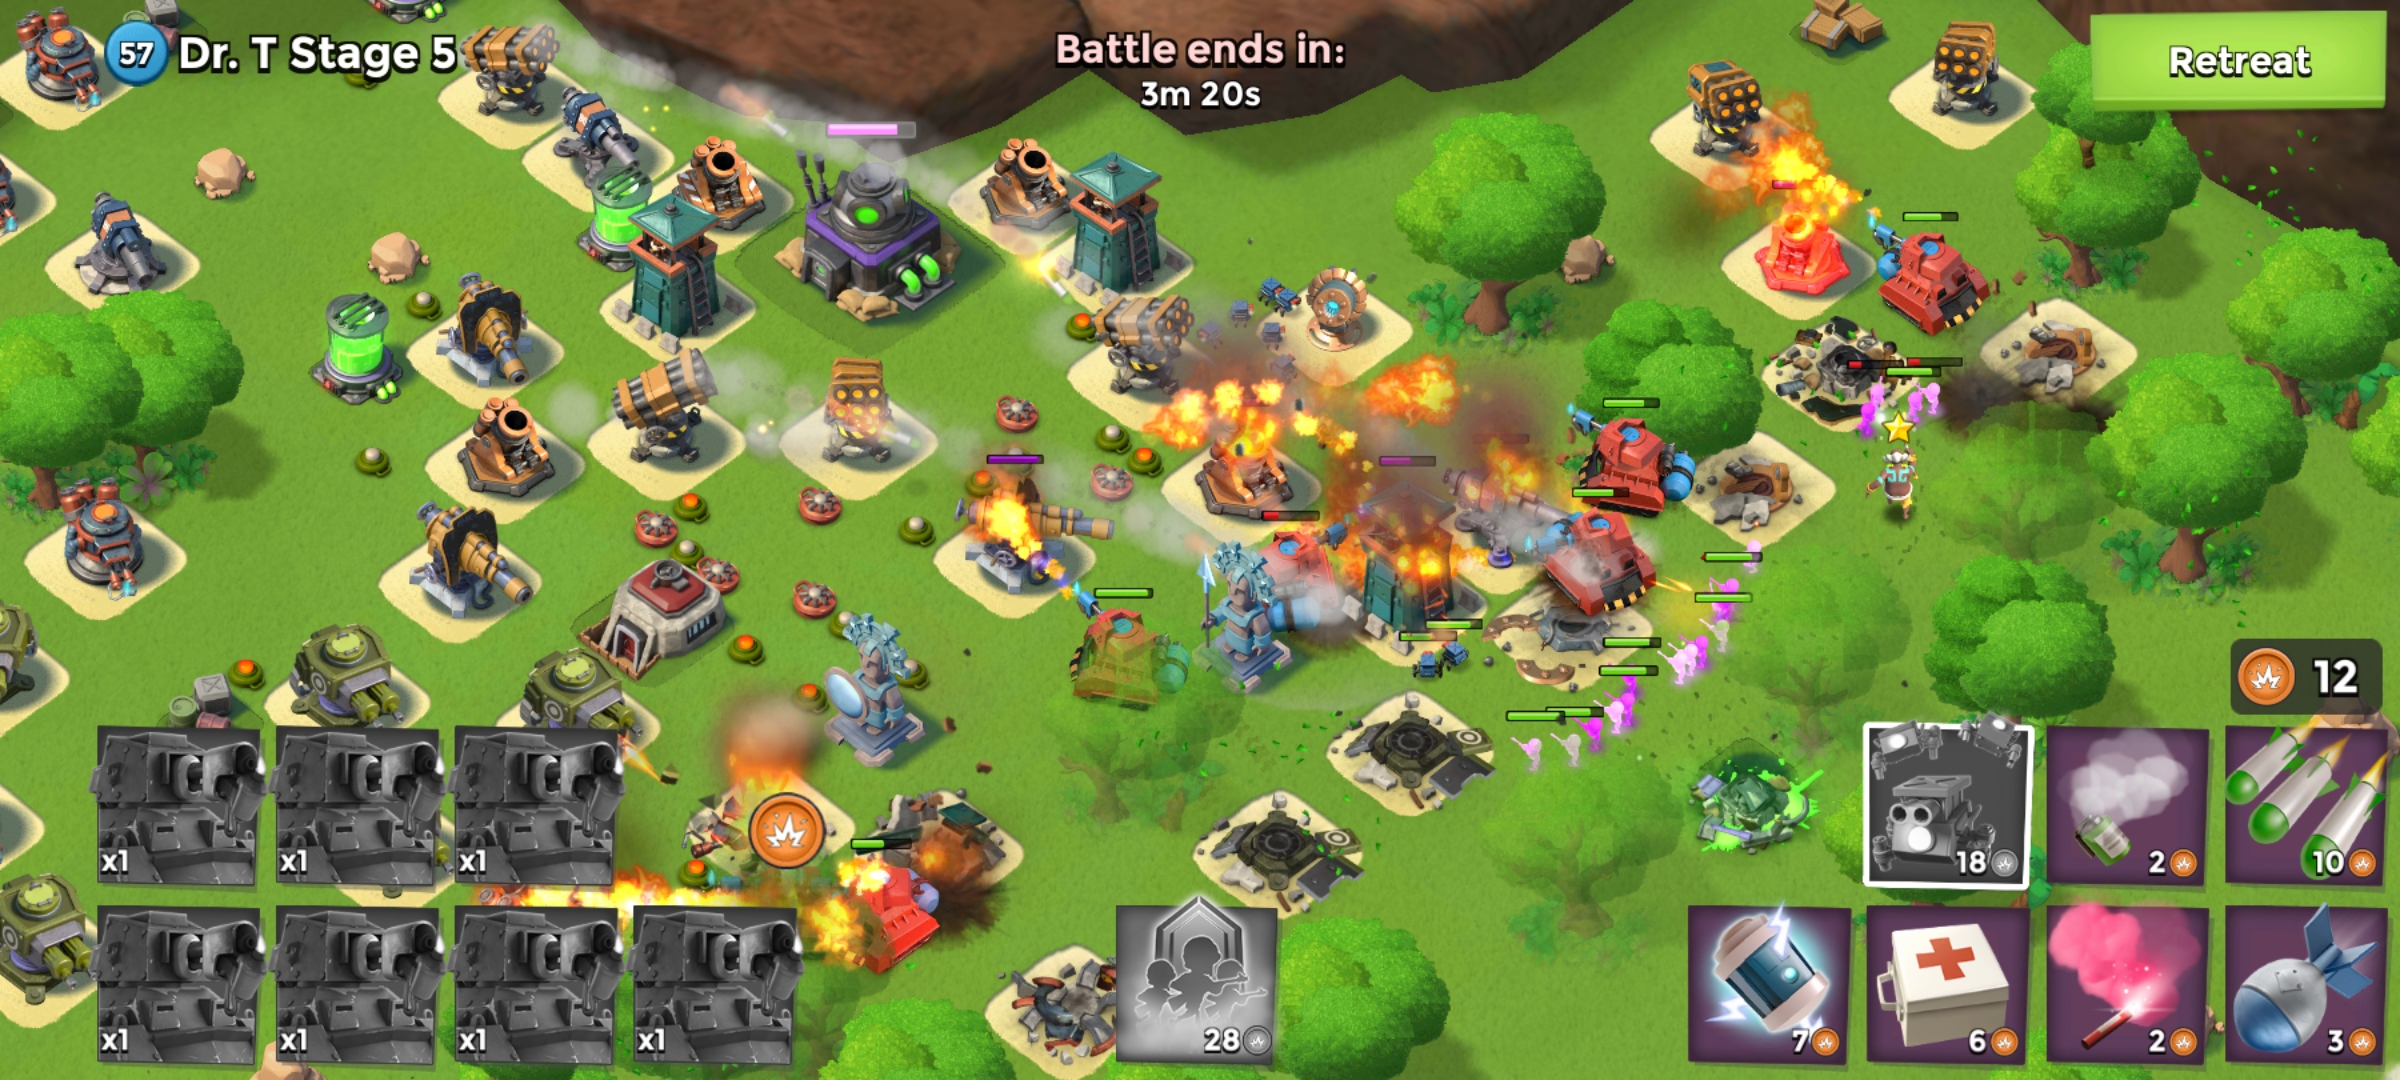 57 Dr. T Stage 5
Battle ends in:
3m 20s
Retreat
12
x1 x1 x1
18 2 10
x1 x1 x1 x1
28
7 6 2 3